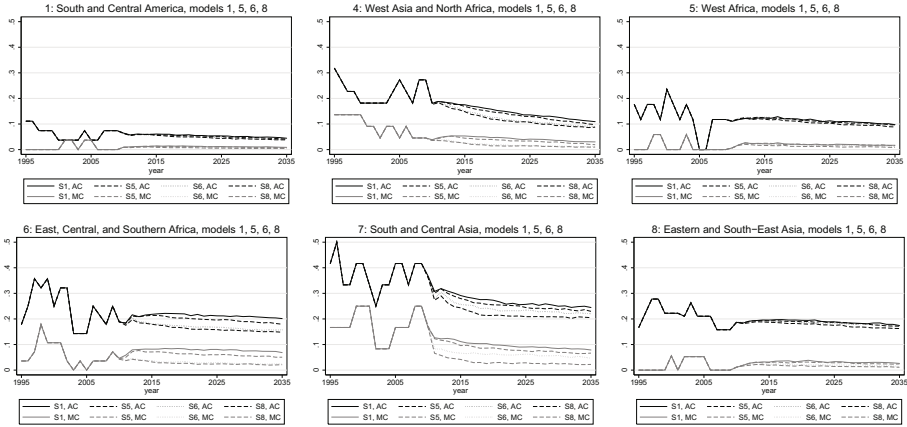 1: South and Central America, models 1, 5, 6, 8
.5
.4
.3
.2
.1
0
1995 2005 2015 2025 2035
year
S1, AC S5, AC S6, AC S8, AC
S1, MC S5, MC S6, MC S8, MC
4: West Asia and North Africa, models 1, 5, 6, 8
.5
.4
.3
.2
.1
0
1995 2005 2015 2025 2035
year
S1, AC S5, AC S6, AC S8, AC
S1, MC S5, MC S6, MC S8, MC
5: West Africa, models 1, 5, 6, 8
.5
.4
.3
.2
.1
0
1995 2005 2015 2025 2035
year
S1, AC S5, AC S6, AC S8, AC
S1, MC S5, MC S6, MC S8, MC
6: East, Central, and Southern Africa, models 1, 5, 6, 8
.5
.4
.3
.2
.1
0
1995 2005 2015 2025 2035
year
S1, AC S5, AC S6, AC S8, AC
S1, MC S5, MC S6, MC S8, MC
7: South and Central Asia, models 1, 5, 6, 8
.5
.4
.3
.2
.1
0
1995 2005 2015 2025 2035
year
S1, AC S5, AC S6, AC S8, AC
S1, MC S5, MC S6, MC S8, MC
8: Eastern and South−East Asia, models 1, 5, 6, 8
.5
.4
.3
.2
.1
0
1995 2005 2015 2025 2035
year
S1, AC S5, AC S6, AC S8, AC
S1, MC S5, MC S6, MC S8, MC